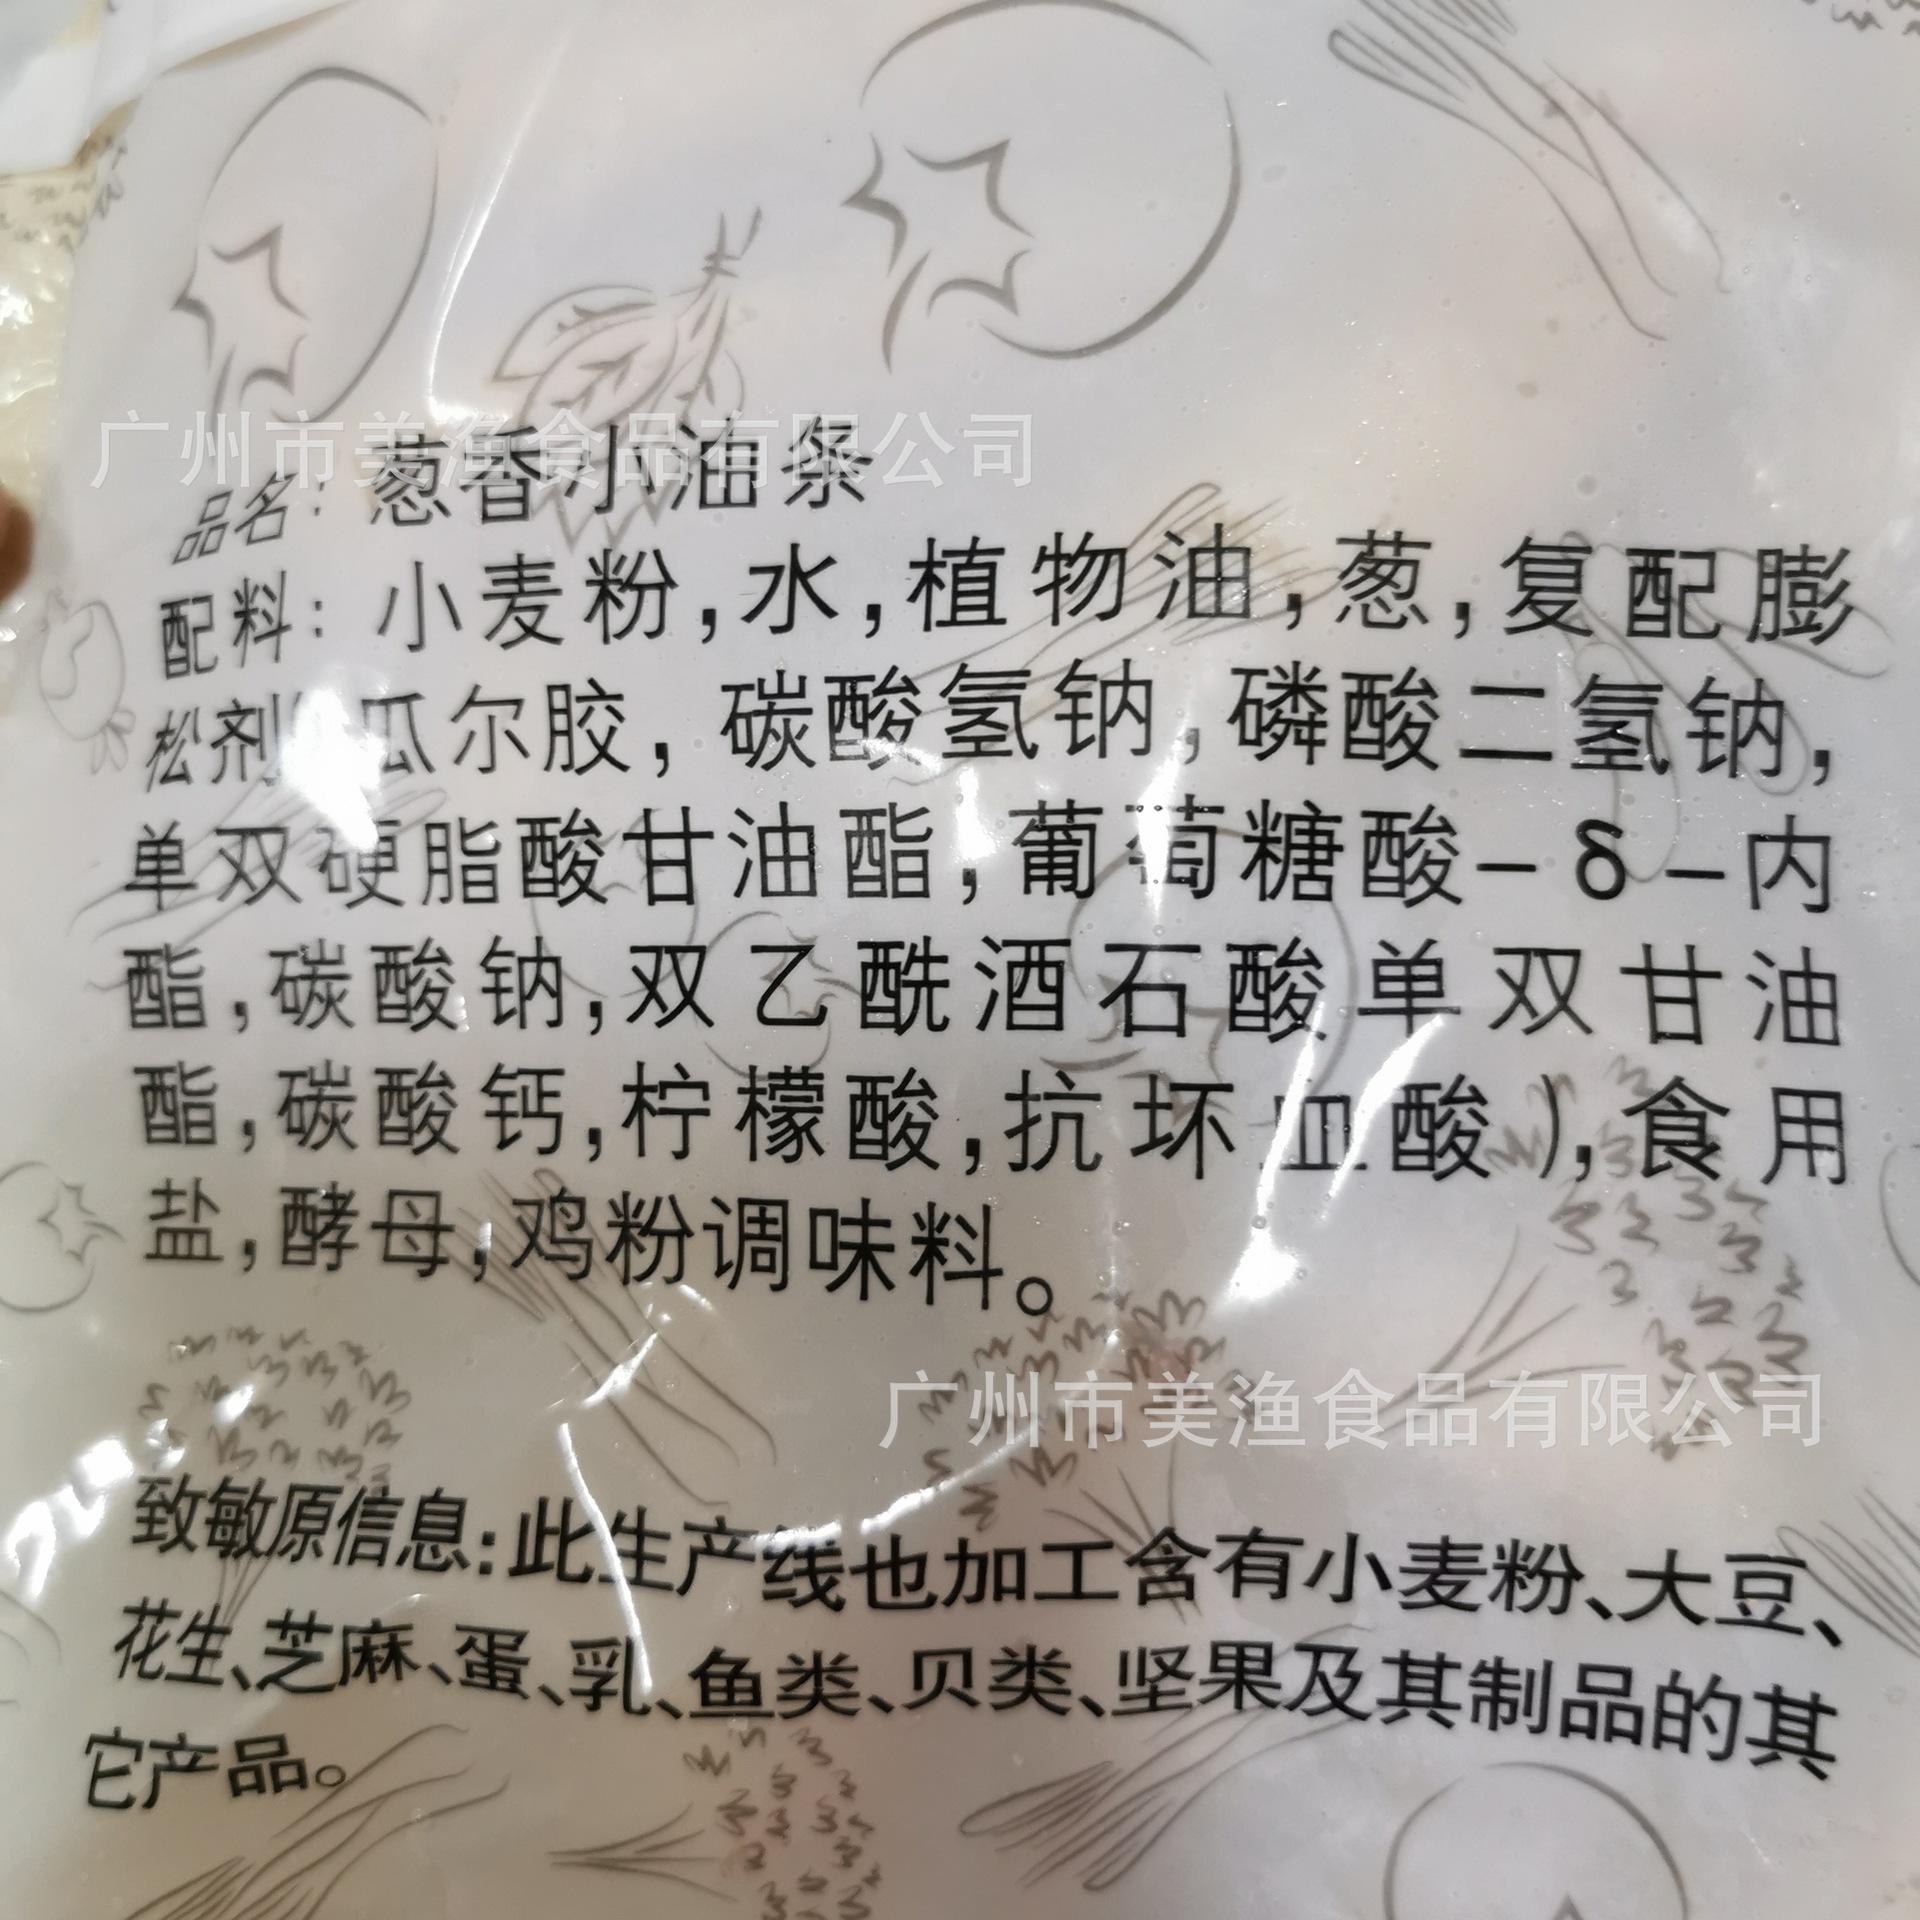 广州市美渔食品有限公司
品名：葱香小油条
配料：小麦粉,水,植物油,葱,复配膨
松剂 瓜尔胶，碳酸氢钠,磷酸二氢钠，
单双硬脂酸甘油酯,葡萄糖酸-δ-内
酯,碳酸钠,双乙酰酒石酸单双甘油
酯,碳酸钙,柠檬酸,抗坏血酸),食用
盐,酵母,鸡粉调味料。
广州市美渔食品有限公司
致敏原信息:此生产线也加工含有小麦粉、大豆、
花生、芝麻、蛋、乳、鱼类、贝类、坚果及其制品的其
它产品。